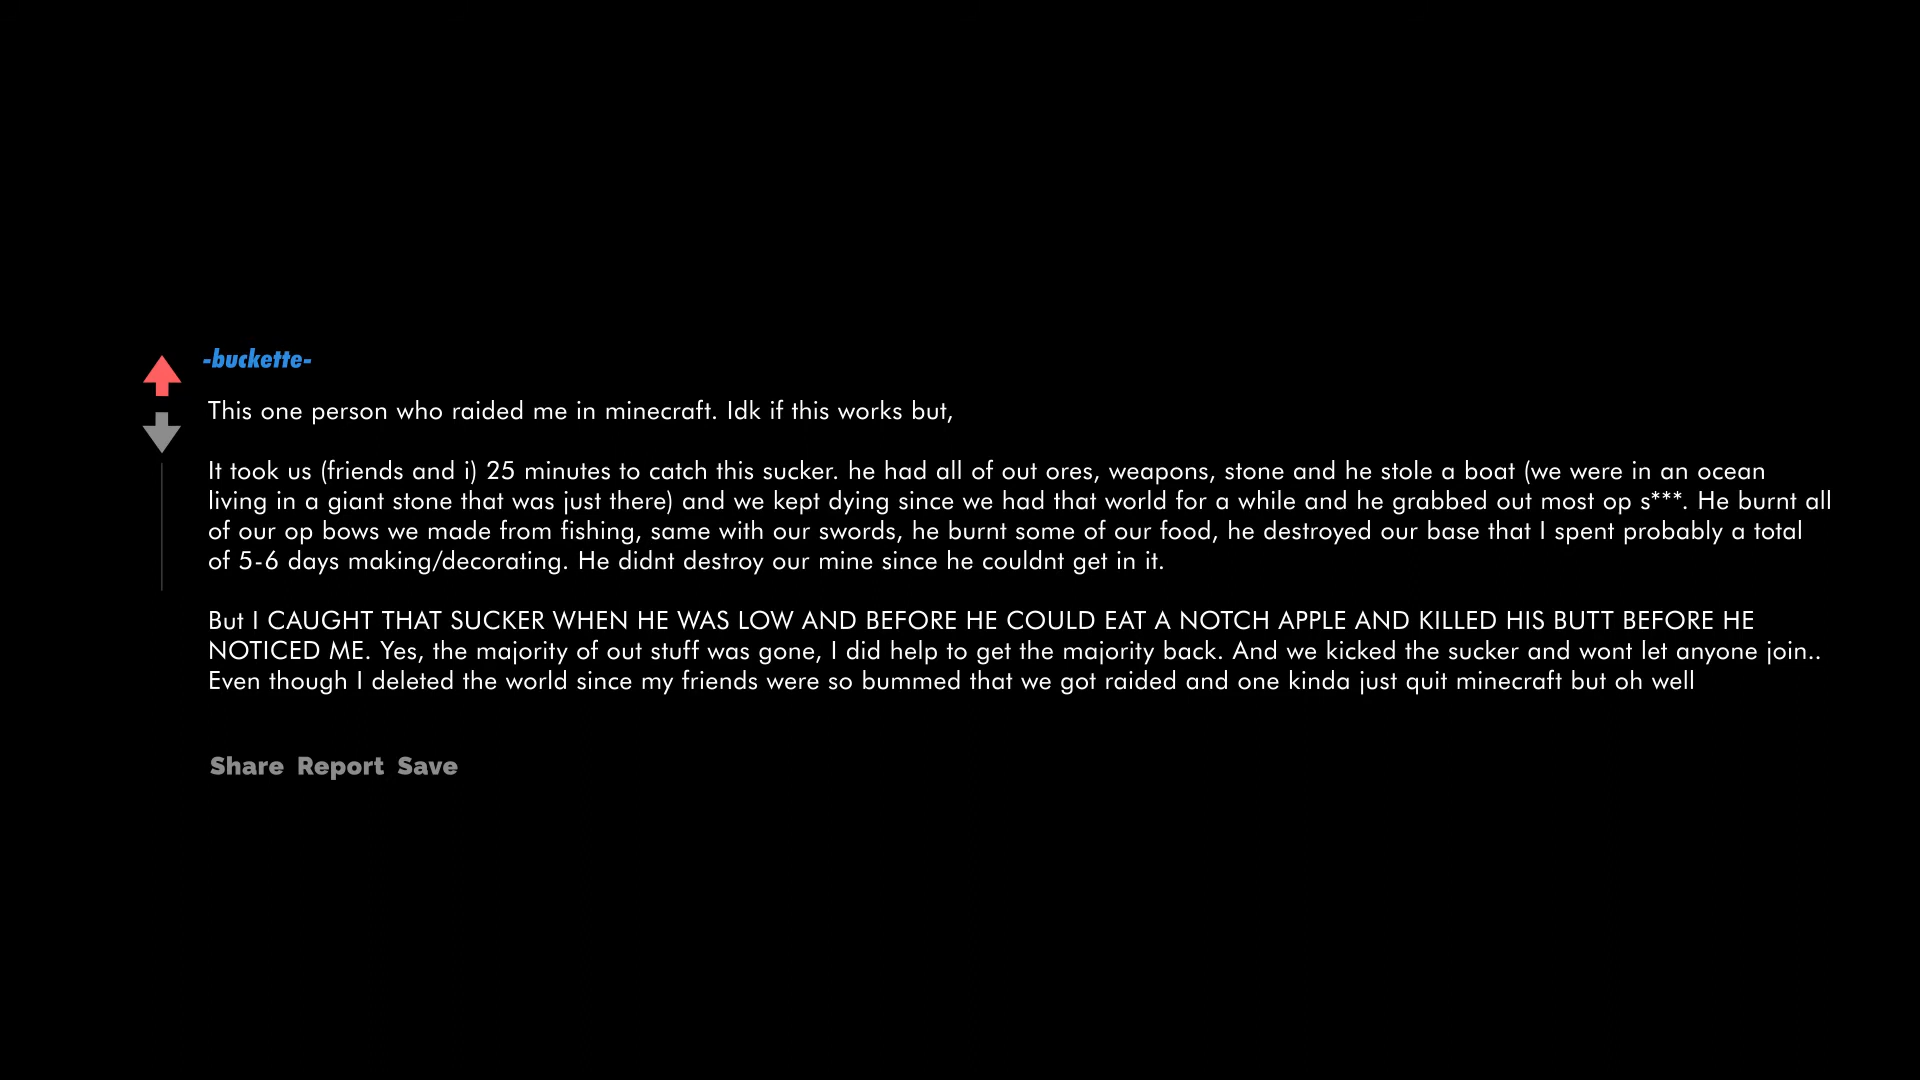 -buckette-
This one person who raided me in minecraft. Idk if this works but,
It took us (friends and i) 25 minutes to catch this sucker. he had all of out ores, weapons, stone and he stole a boat (we were in an ocean
living in a giant stone that was just there) and we kept dying since we had that world for a while and he grabbed out most op s***. He burnt all
of our op bows we made from fishing, same with our swords, he burnt some of our food, he destroyed our base that I spent probably a total
of 5-6 days making/decorating. He didnt destroy our mine since he couldnt get in it.
But I CAUGHT THAT SUCKER WHEN HE WAS LOW AND BEFORE HE COULD EAT A NOTCH APPLE AND KILLED HIS BUTT BEFORE HE
NOTICED ME. Yes, the majority of out stuff was gone, I did help to get the majority back. And we kicked the sucker and wont let anyone join..
Even though I deleted the world since my friends were so bummed that we got raided and one kinda just quit minecraft but oh well
Share Report Save